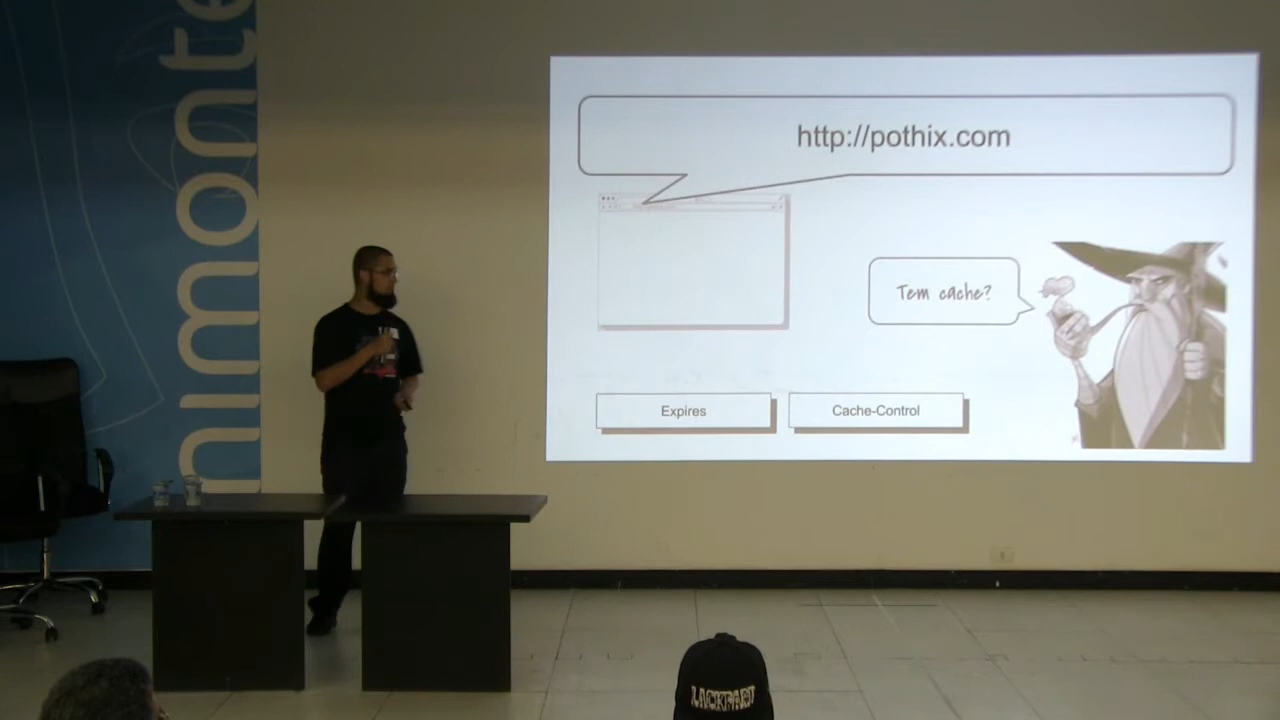 nimonte
http://pothix.com
Tem cache?
Expires
Cache-Control